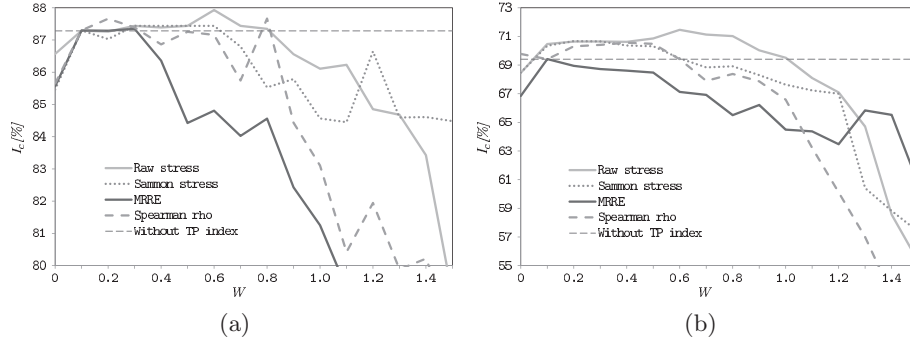 88
87
86
85
84
83
82
81
80
I_c [%]
Raw stress
Sammon stress
MRRE
Spearman rho
Without TP index
0 0.2 0.4 0.6 0.8 1.0 1.2 1.4
W
(a)
73
71
69
67
65
63
61
59
57
55
I_c [%]
Raw stress
Sammon stress
MRRE
Spearman rho
Without TP index
0 0.2 0.4 0.6 0.8 1.0 1.2 1.4
W
(b)